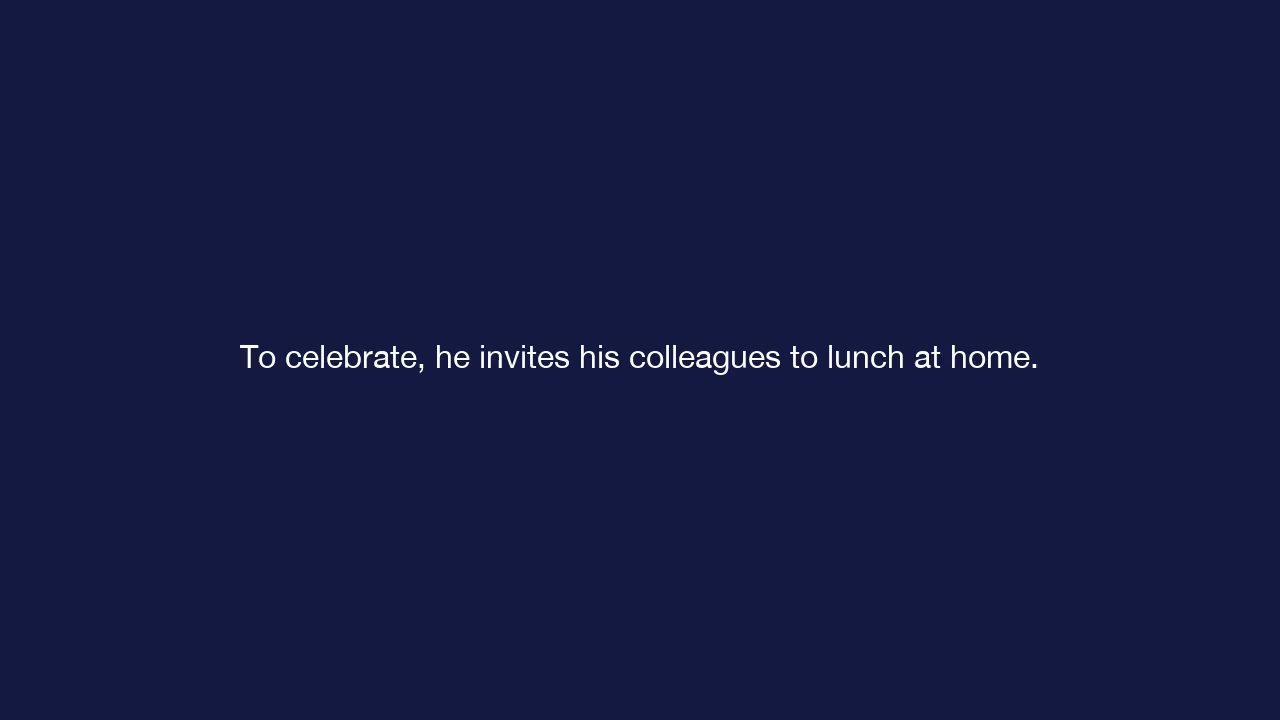 To celebrate, he invites his colleagues to lunch at home.